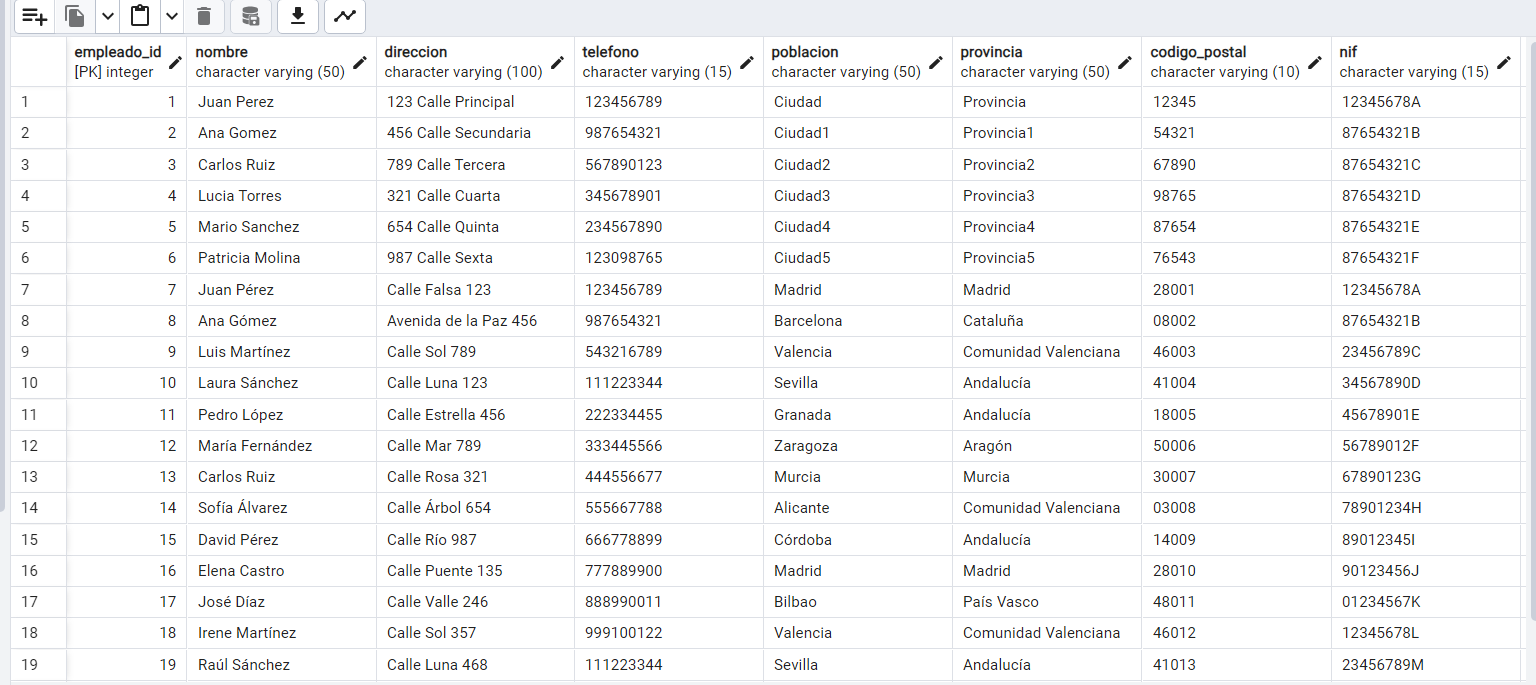 empleado_id nombre direccion telefono poblacion provincia codigo_postal nif
[PK] integer character varying (50) character varying (100) character varying (15) character varying (50) character varying (50) character varying (10) character varying (15)
1 1 Juan Perez 123 Calle Principal 123456789 Ciudad Provincia 12345 12345678A
2 2 Ana Gomez 456 Calle Secundaria 987654321 Ciudad1 Provincia1 54321 87654321B
3 3 Carlos Ruiz 789 Calle Tercera 567890123 Ciudad2 Provincia2 67890 87654321C
4 4 Lucia Torres 321 Calle Cuarta 345678901 Ciudad3 Provincia3 98765 87654321D
5 5 Mario Sanchez 654 Calle Quinta 234567890 Ciudad4 Provincia4 87654 87654321E
6 6 Patricia Molina 987 Calle Sexta 123098765 Ciudad5 Provincia5 76543 87654321F
7 7 Juan Pérez Calle Falsa 123 123456789 Madrid Madrid 28001 12345678A
8 8 Ana Gómez Avenida de la Paz 456 987654321 Barcelona Cataluña 08002 87654321B
9 9 Luis Martínez Calle Sol 789 543216789 Valencia Comunidad Valenciana 46003 23456789C
10 10 Laura Sánchez Calle Luna 123 111223344 Sevilla Andalucía 41004 34567890D
11 11 Pedro López Calle Estrella 456 222334455 Granada Andalucía 18005 45678901E
12 12 María Fernández Calle Mar 789 333445566 Zaragoza Aragón 50006 56789012F
13 13 Carlos Ruiz Calle Rosa 321 444556677 Murcia Murcia 30007 67890123G
14 14 Sofía Álvarez Calle Árbol 654 555667788 Alicante Comunidad Valenciana 03008 78901234H
15 15 David Pérez Calle Río 987 666778899 Córdoba Andalucía 14009 89012345I
16 16 Elena Castro Calle Puente 135 777889900 Madrid Madrid 28010 90123456J
17 17 José Díaz Calle Valle 246 888990011 Bilbao País Vasco 48011 01234567K
18 18 Irene Martínez Calle Sol 357 999100122 Valencia Comunidad Valenciana 46012 12345678L
19 19 Raúl Sánchez Calle Luna 468 111223344 Sevilla Andalucía 41013 23456789M